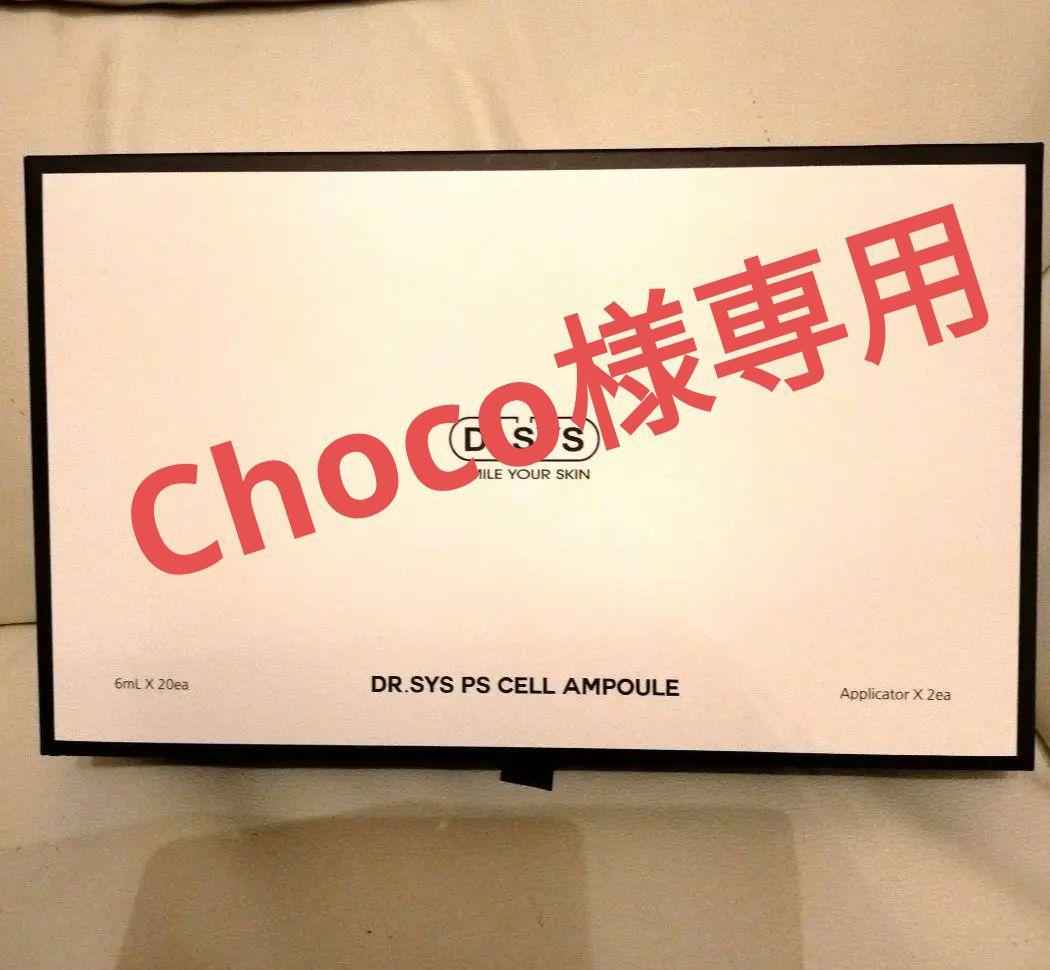 Choco様専用
MILE YOUR SKIN
6mL X 20ea
DR.SYS PS CELL AMPOULE
Applicator X 2ea